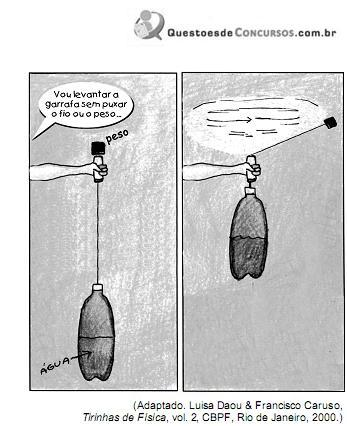 QuestoesdeCONCURSOS.com.br
Vou levantar a
garrafa sem puxar
o fio ou o peso...
peso
ÁGUA
(Adaptado. Luisa Daou & Francisco Caruso,
Tirinhas de Física, vol. 2, CBPF, Rio de Janeiro, 2000.)